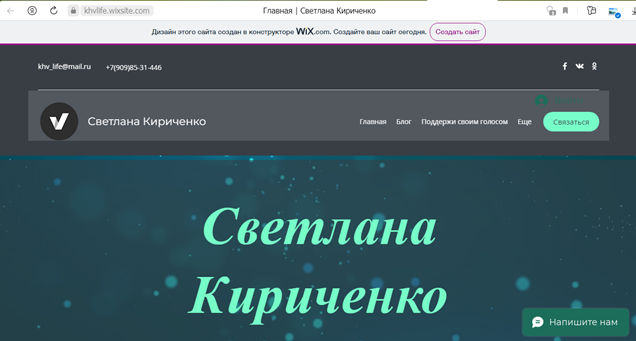 khvlife.wixsite.com
Главная | Светлана Кириченко
Дизайн этого сайта создан в конструкторе WiX.com. Создайте ваш сайт сегодня.
Создать сайт
khv_life@mail.ru
+7(909)85-31-446
Светлана Кириченко
Главная
Блог
Поддержи своим голосом
Еще
Связаться
Светлана
Кириченко
Напишите нам